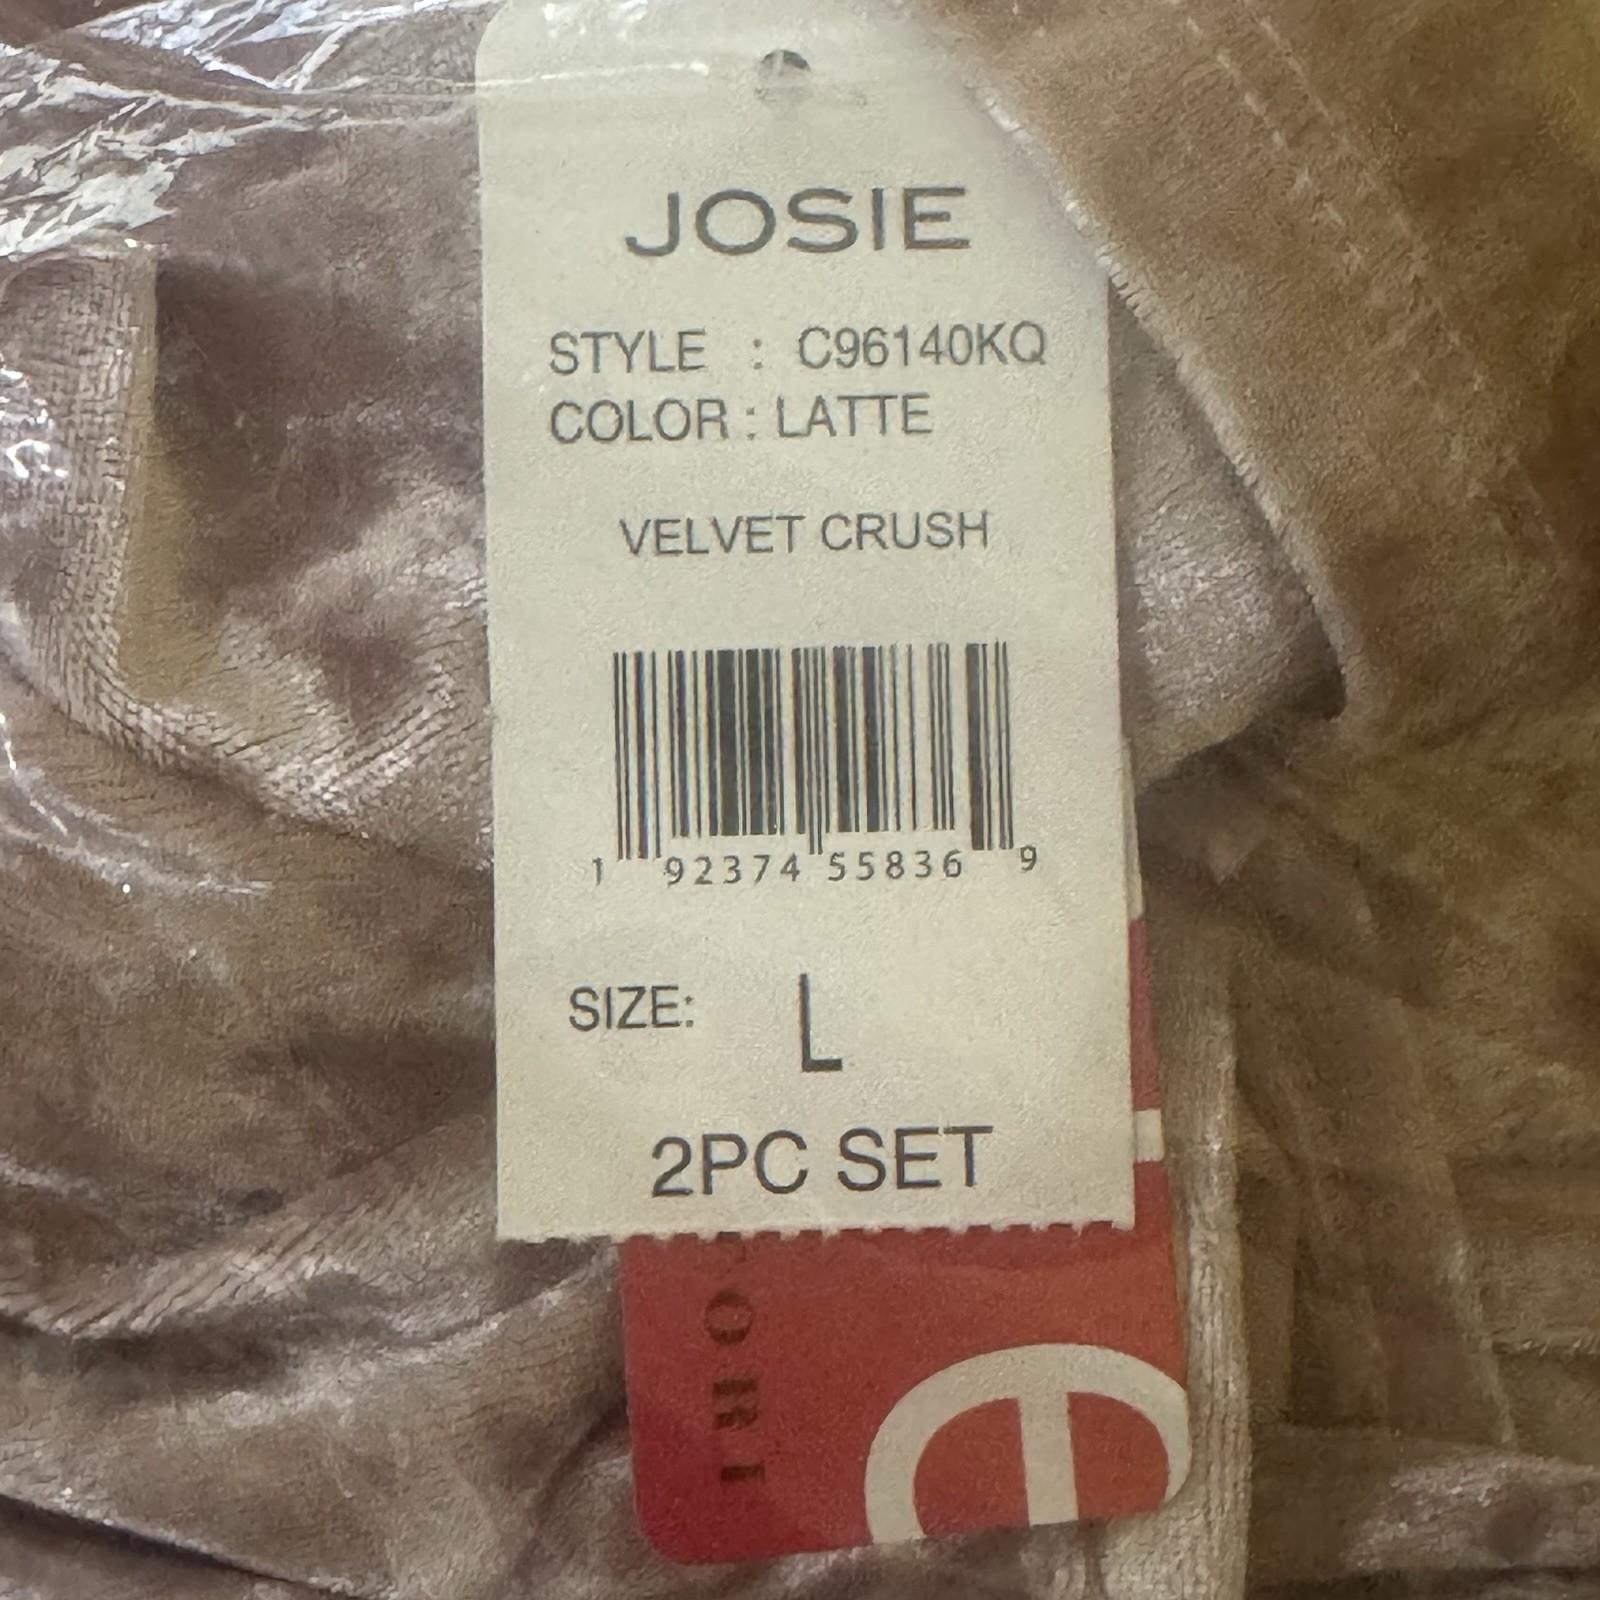 JOSIE
STYLE : C96140KQ
COLOR : LATTE
VELVET CRUSH
1 92374 55836 9
SIZE: L
2PC SET